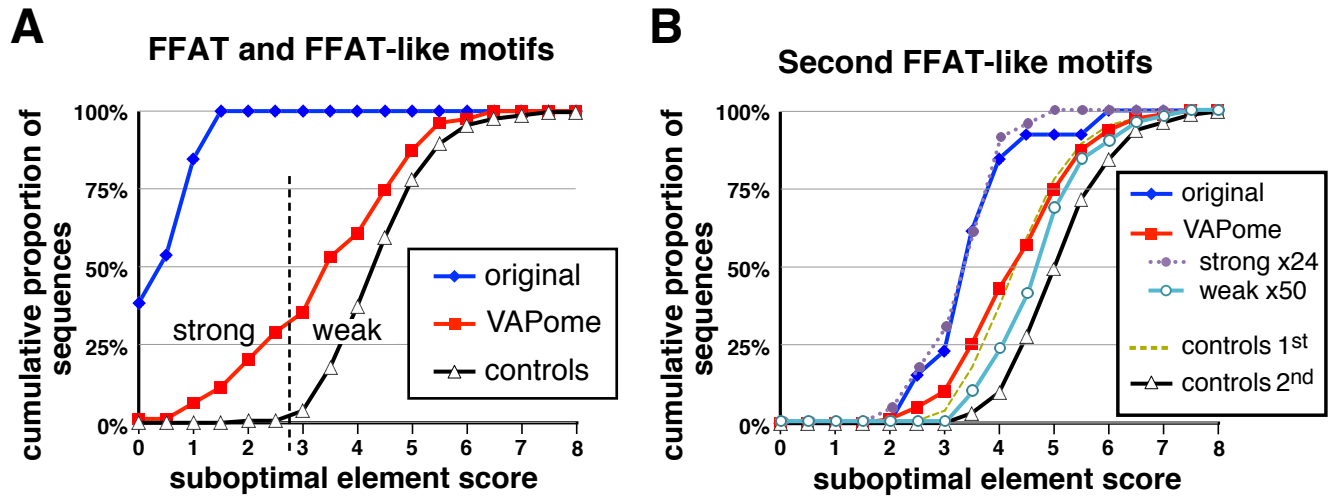 A
FFAT and FFAT-like motifs
cumulative proportion of
sequences
100%
75%
50%
25%
0%
strong
weak
original
VAPome
controls
0 1 2 3 4 5 6 7 8
suboptimal element score
B
Second FFAT-like motifs
cumulative proportion of
sequences
100%
75%
50%
25%
0%
original
VAPome
strong x24
weak x50
controls 1st
controls 2nd
0 1 2 3 4 5 6 7 8
suboptimal element score